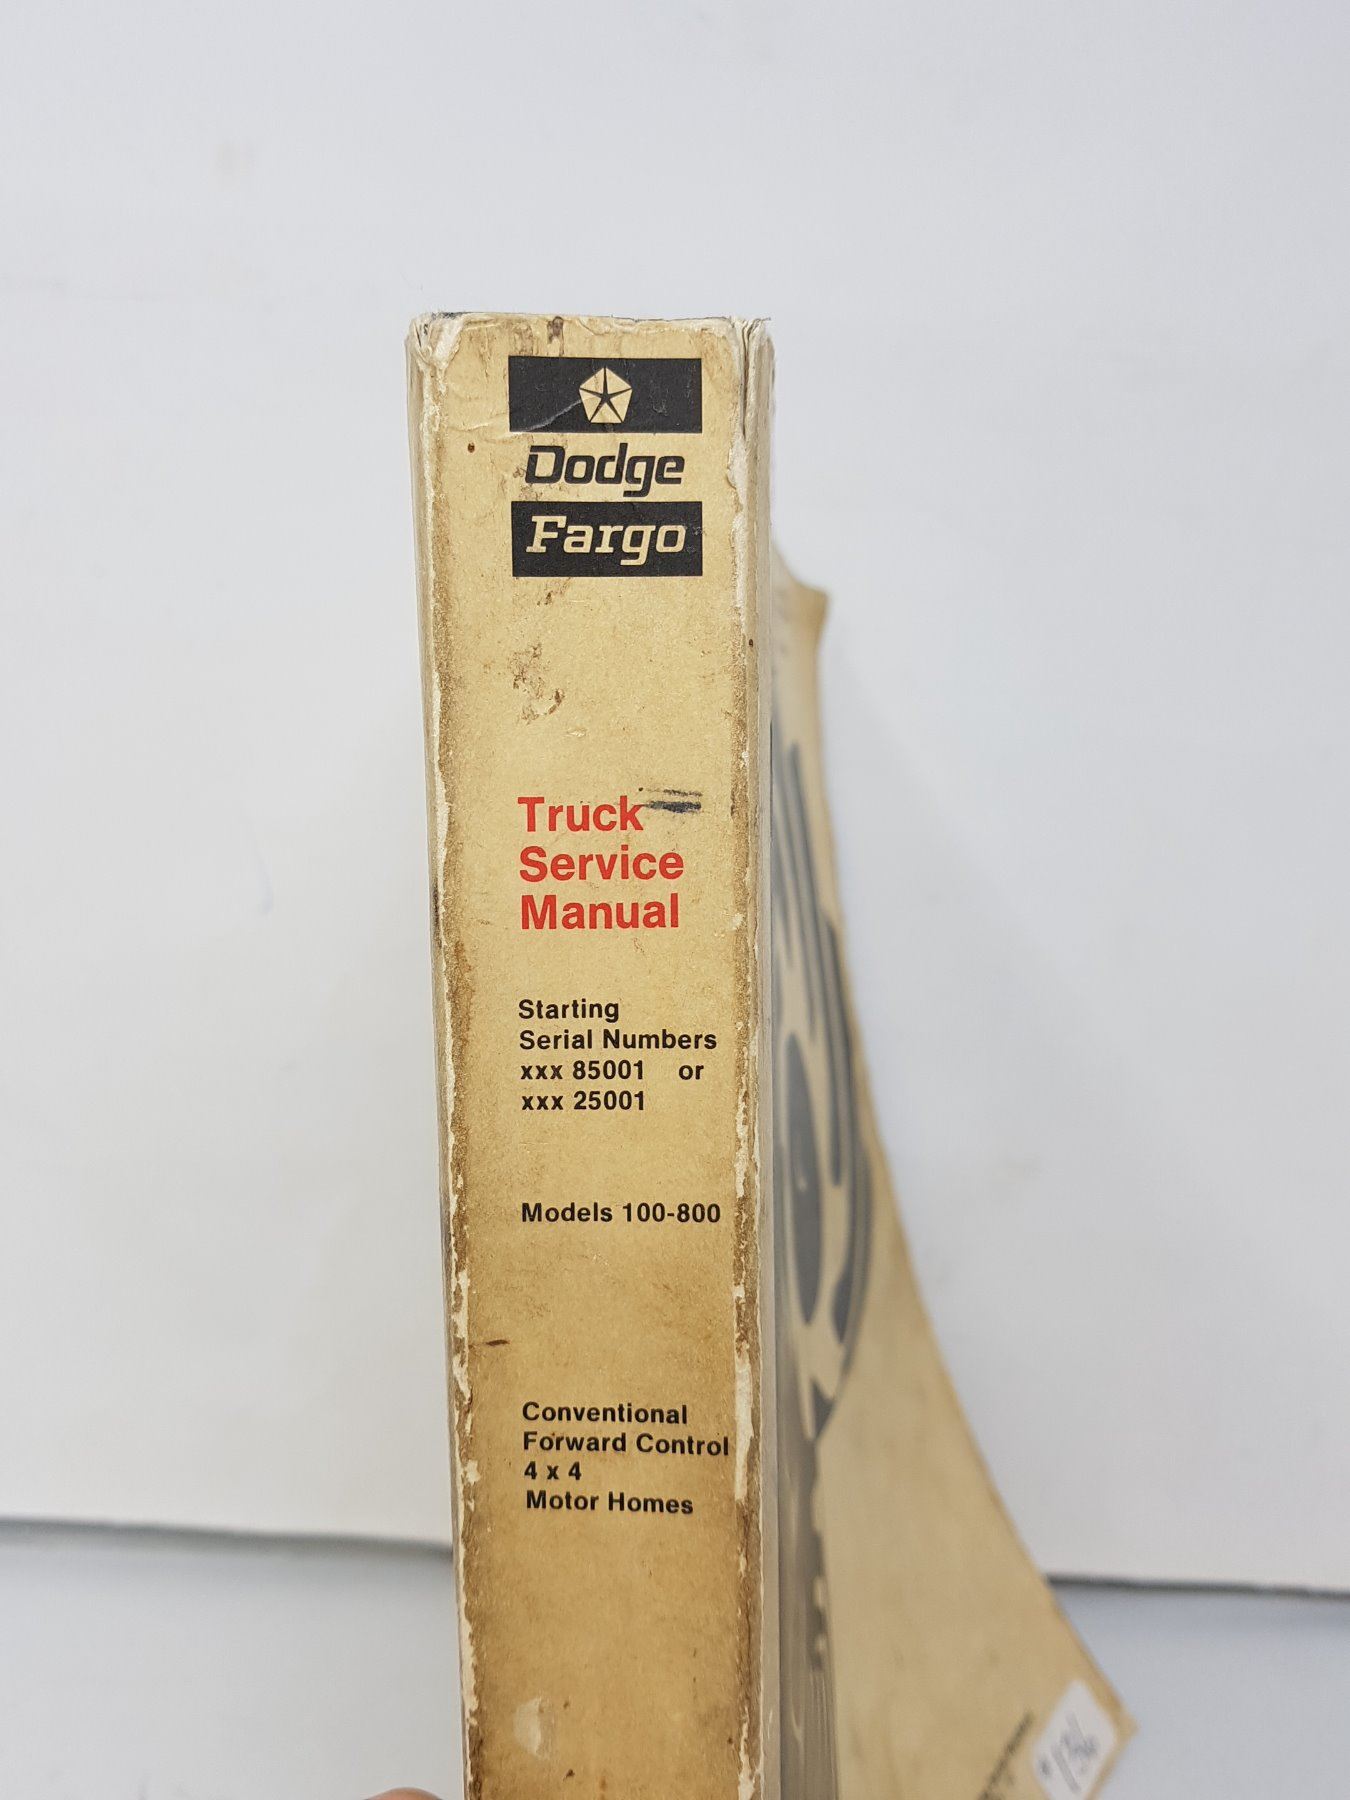 Dodge
Fargo
Truck
Service
Manual
Starting
Serial Numbers
xxx 85001 or
xxx 25001
Models 100-800
Conventional
Forward Control
4 x 4
Motor Homes